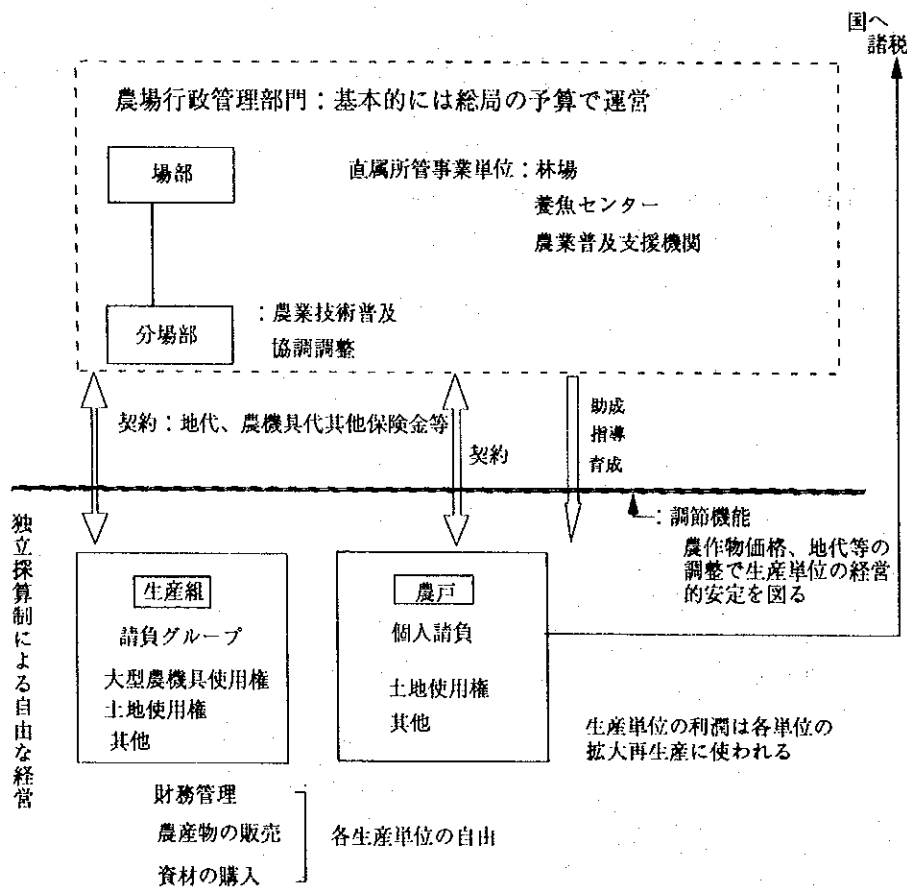 国へ
諸税
農場行政管理部門：基本的には総局の予算で運営
場部
直属所管事業単位：林場
養魚センター
農業普及支援機関
分場部
：農業技術普及
協調調整
契約：地代、農機具代其他保険金等
契約
助成
指導
育成
：調節機能
農作物価格、地代等の
調整で生産単位の経営
的安定を図る
独立採算制による自由な経営
生産組
請負グループ
大型農機具使用権
土地使用権
其他
農戸
個人請負
土地使用権
其他
生産単位の利潤は各単位の
拡大再生産に使われる
財務管理
農産物の販売
資材の購入
各生産単位の自由